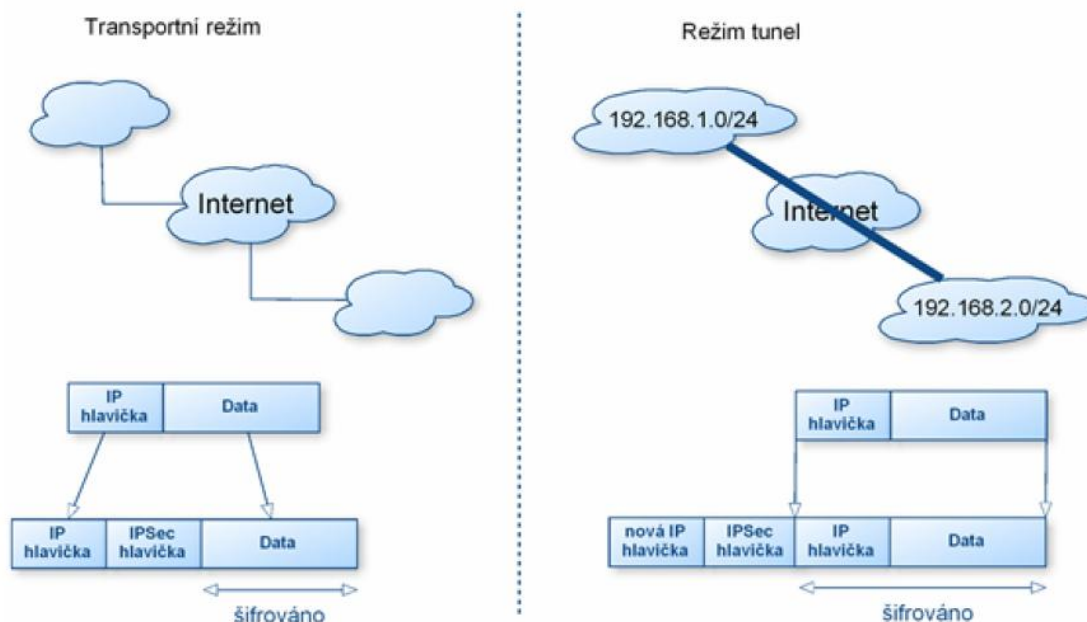 Transportní režim
Internet
IP
hlavička
Data
IP
hlavička
IPSec
hlavička
Data
šifrováno
Režim tunel
192.168.1.0/24
Internet
192.168.2.0/24
IP
hlavička
Data
nová IP
hlavička
IPSec
hlavička
IP
hlavička
Data
šifrováno